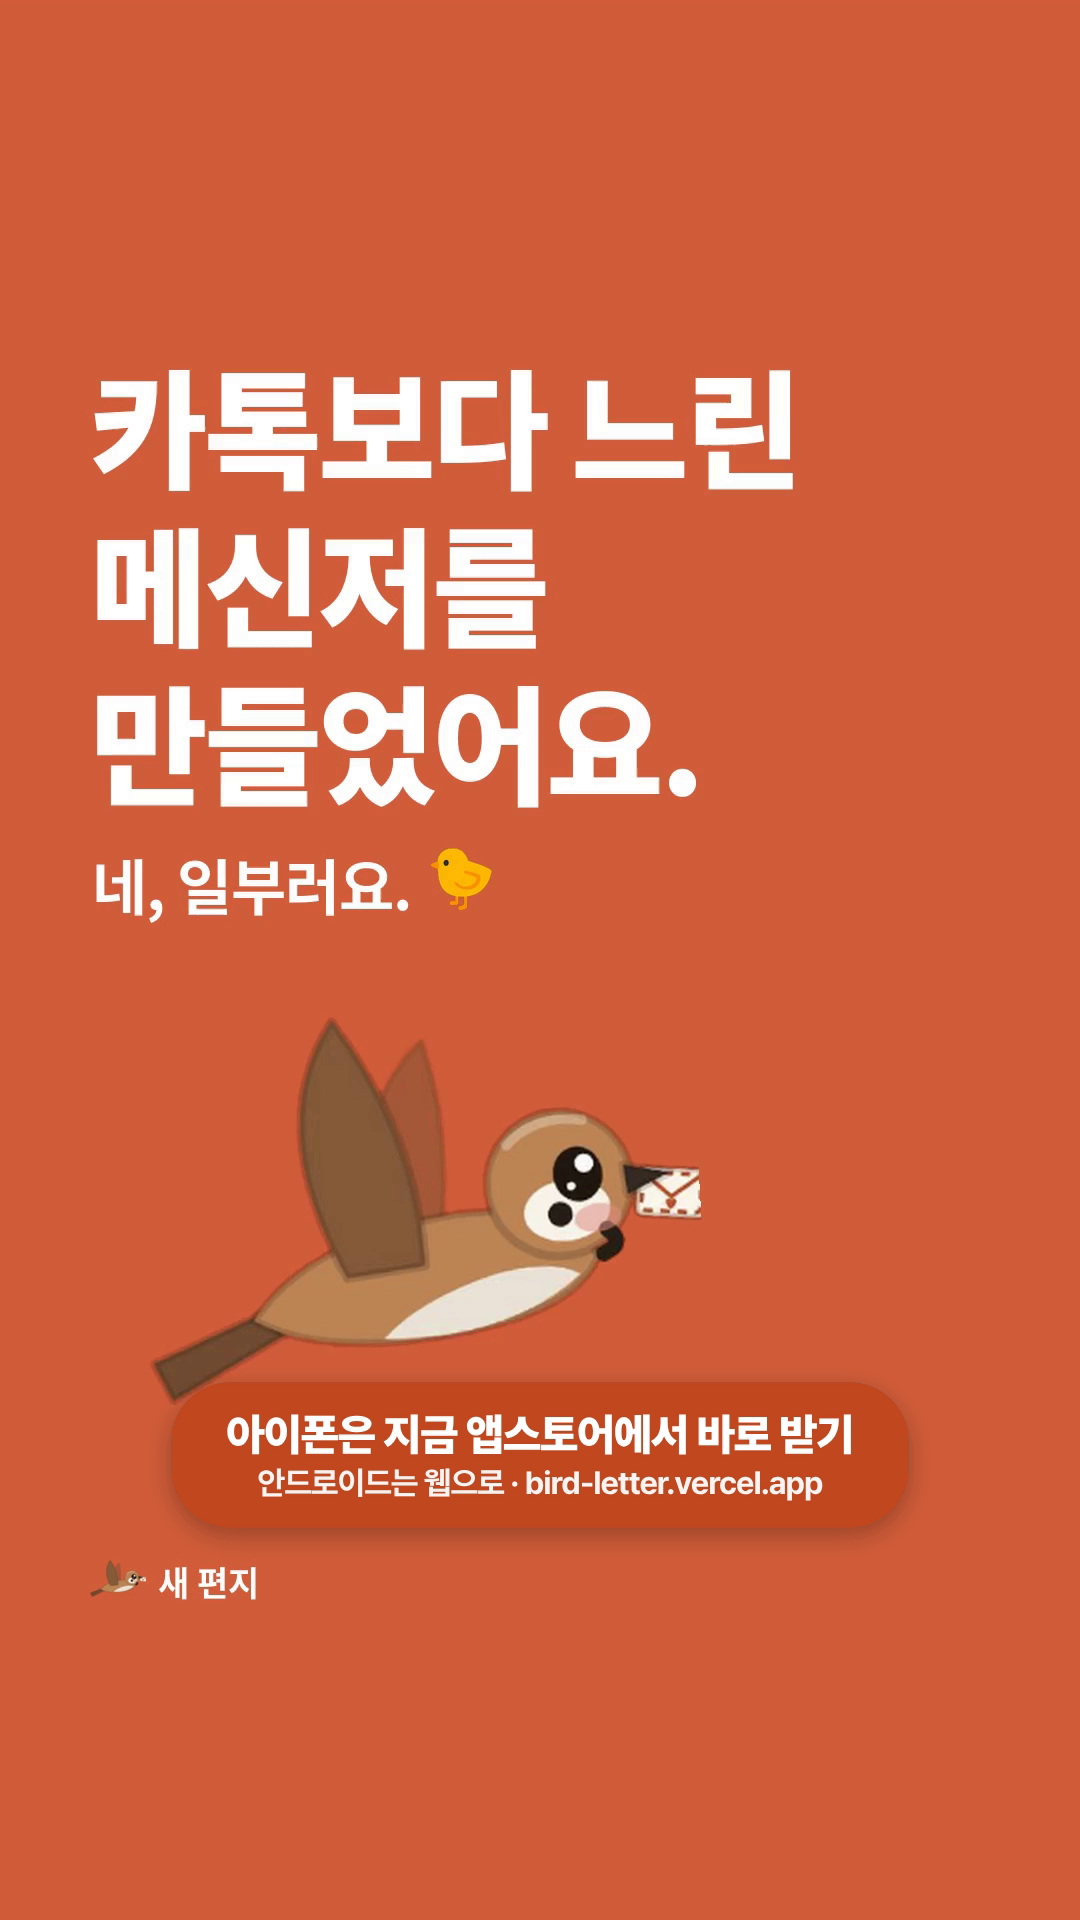 카톡보다 느린
메신저를
만들었어요.
네, 일부러요. 🐤
아이폰은 지금 앱스토어에서 바로 받기
안드로이드는 웹으로 · bird-letter.vercel.app
새 편지